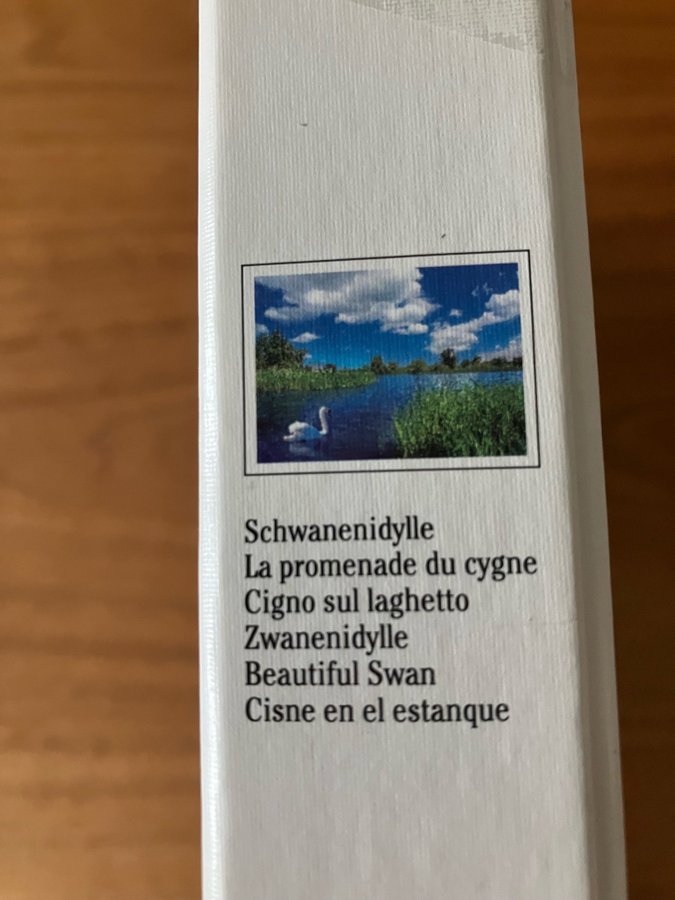 Schwanenidylle
La promenade du cygne
Cigno sul laghetto
Zwanenidylle
Beautiful Swan
Cisne en el estanque